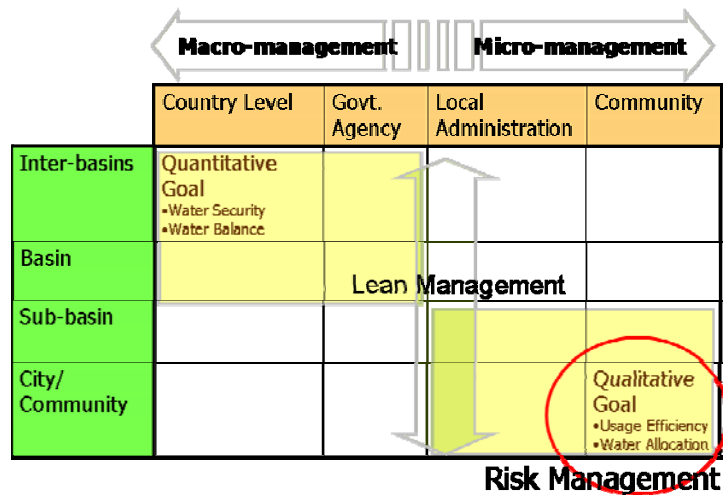 Macro-management Micro-management
Country Level Govt. Agency Local Administration Community
Inter-basins
Quantitative
Goal
•Water Security
•Water Balance
Basin
Lean Management
Sub-basin
City/
Community
Qualitative
Goal
•Usage Efficiency
•Water Allocation
Risk Management